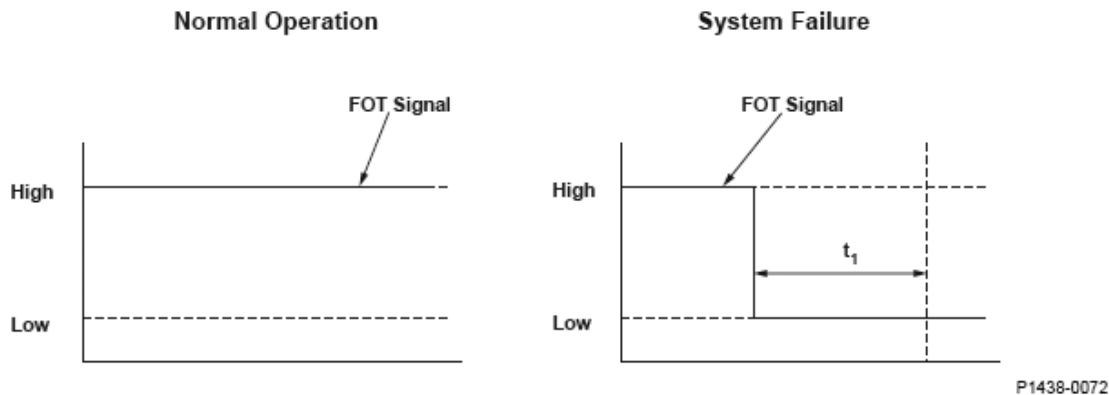 Normal Operation
FOT Signal
High
Low
System Failure
FOT Signal
High
t1
Low
P1438-0072